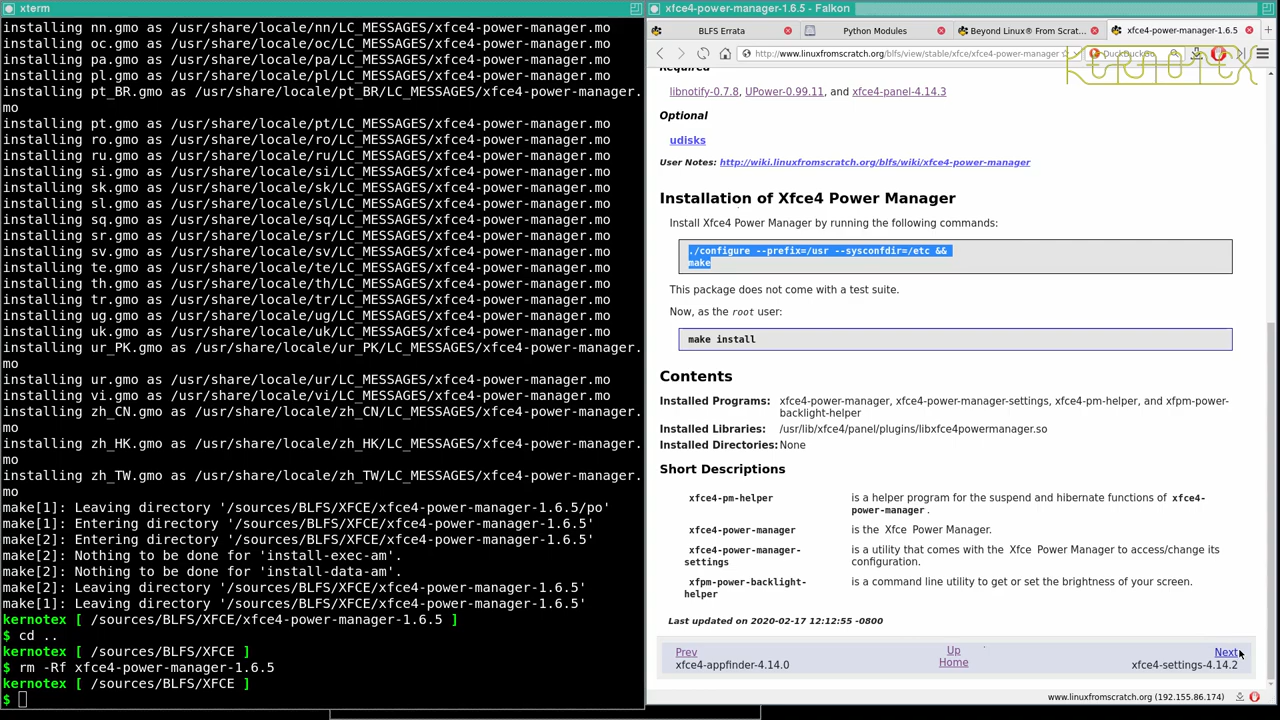 xterm
installing nn.gmo as /usr/share/locale/nn/LC_MESSAGES/xfce4-power-manager.mo
installing oc.gmo as /usr/share/locale/oc/LC_MESSAGES/xfce4-power-manager.mo
installing pa.gmo as /usr/share/locale/pa/LC_MESSAGES/xfce4-power-manager.mo
installing pl.gmo as /usr/share/locale/pl/LC_MESSAGES/xfce4-power-manager.mo
installing pt_BR.gmo as /usr/share/locale/pt_BR/LC_MESSAGES/xfce4-power-manager.
mo
installing pt.gmo as /usr/share/locale/pt/LC_MESSAGES/xfce4-power-manager.mo
installing ro.gmo as /usr/share/locale/ro/LC_MESSAGES/xfce4-power-manager.mo
installing ru.gmo as /usr/share/locale/ru/LC_MESSAGES/xfce4-power-manager.mo
installing si.gmo as /usr/share/locale/si/LC_MESSAGES/xfce4-power-manager.mo
installing sk.gmo as /usr/share/locale/sk/LC_MESSAGES/xfce4-power-manager.mo
installing sl.gmo as /usr/share/locale/sl/LC_MESSAGES/xfce4-power-manager.mo
installing sq.gmo as /usr/share/locale/sq/LC_MESSAGES/xfce4-power-manager.mo
installing sr.gmo as /usr/share/locale/sr/LC_MESSAGES/xfce4-power-manager.mo
installing sv.gmo as /usr/share/locale/sv/LC_MESSAGES/xfce4-power-manager.mo
installing te.gmo as /usr/share/locale/te/LC_MESSAGES/xfce4-power-manager.mo
installing th.gmo as /usr/share/locale/th/LC_MESSAGES/xfce4-power-manager.mo
installing tr.gmo as /usr/share/locale/tr/LC_MESSAGES/xfce4-power-manager.mo
installing ug.gmo as /usr/share/locale/ug/LC_MESSAGES/xfce4-power-manager.mo
installing uk.gmo as /usr/share/locale/uk/LC_MESSAGES/xfce4-power-manager.mo
installing ur_PK.gmo as /usr/share/locale/ur_PK/LC_MESSAGES/xfce4-power-manager.
mo
installing ur.gmo as /usr/share/locale/ur/LC_MESSAGES/xfce4-power-manager.mo
installing vi.gmo as /usr/share/locale/vi/LC_MESSAGES/xfce4-power-manager.mo
installing zh_CN.gmo as /usr/share/locale/zh_CN/LC_MESSAGES/xfce4-power-manager.
mo
installing zh_HK.gmo as /usr/share/locale/zh_HK/LC_MESSAGES/xfce4-power-manager.
mo
installing zh_TW.gmo as /usr/share/locale/zh_TW/LC_MESSAGES/xfce4-power-manager.
mo
make[1]: Leaving directory '/sources/BLFS/XFCE/xfce4-power-manager-1.6.5/po'
make[1]: Entering directory '/sources/BLFS/XFCE/xfce4-power-manager-1.6.5'
make[2]: Entering directory '/sources/BLFS/XFCE/xfce4-power-manager-1.6.5'
make[2]: Nothing to be done for 'install-exec-am'.
make[2]: Nothing to be done for 'install-data-am'.
make[2]: Leaving directory '/sources/BLFS/XFCE/xfce4-power-manager-1.6.5'
make[1]: Leaving directory '/sources/BLFS/XFCE/xfce4-power-manager-1.6.5'
kernotex [ /sources/BLFS/XFCE/xfce4-power-manager-1.6.5 ]
$ cd ..
kernotex [ /sources/BLFS/XFCE ]
$ rm -Rf xfce4-power-manager-1.6.5
kernotex [ /sources/BLFS/XFCE ]
$
xfce4-power-manager-1.6.5 - Falkon
BLFS Errata
Python Modules
Beyond Linux® From Scrat...
xfce4-power-manager-1.6.5
http://www.linuxfromscratch.org/blfs/view/stable/xfce/xfce4-power-manager
DuckDuckGo
KERNOTEX
Required
libnotify-0.7.8, UPower-0.99.11, and xfce4-panel-4.14.3
Optional
udisks
User Notes: http://wiki.linuxfromscratch.org/blfs/wiki/xfce4-power-manager
Installation of Xfce4 Power Manager
Install Xfce4 Power Manager by running the following commands:
./configure --prefix=/usr --sysconfdir=/etc &&
make
This package does not come with a test suite.
Now, as the root user:
make install
Contents
Installed Programs: xfce4-power-manager, xfce4-power-manager-settings, xfce4-pm-helper, and xfpm-power-
backlight-helper
Installed Libraries: /usr/lib/xfce4/panel/plugins/libxfce4powermanager.so
Installed Directories: None
Short Descriptions
xfce4-pm-helper is a helper program for the suspend and hibernate functions of xfce4-
power-manager.
xfce4-power-manager is the Xfce Power Manager.
xfce4-power-manager- is a utility that comes with the Xfce Power Manager to access/change its
settings configuration.
xfpm-power-backlight- is a command line utility to get or set the brightness of your screen.
helper
Last updated on 2020-02-17 12:12:55 -0800
Prev Up Next
xfce4-appfinder-4.14.0 Home xfce4-settings-4.14.2
www.linuxfromscratch.org (192.155.86.174)